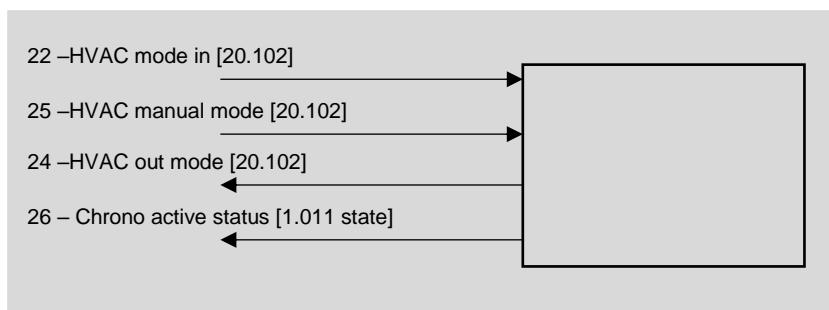 22 –HVAC mode in [20.102]
25 –HVAC manual mode [20.102]
24 –HVAC out mode [20.102]
26 – Chrono active status [1.011 state]